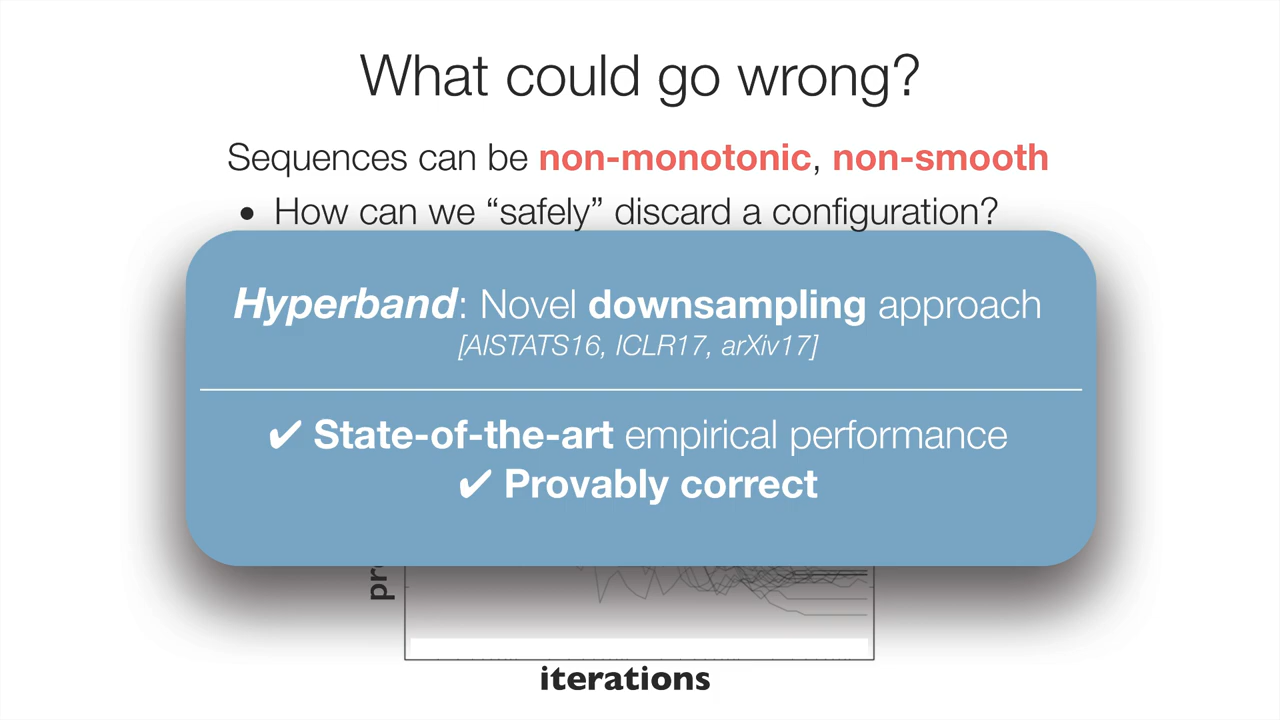 What could go wrong?
Sequences can be non-monotonic, non-smooth
• How can we “safely” discard a configuration?
Hyperband: Novel downsampling approach
[AISTATS16, ICLR17, arXiv17]
✔ State-of-the-art empirical performance
✔ Provably correct
iterations